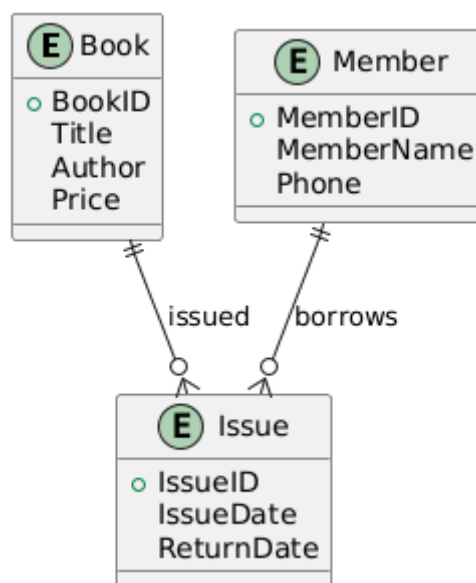 E Book
BookID
Title
Author
Price
E Member
MemberID
MemberName
Phone
issued
borrows
E Issue
IssueID
IssueDate
ReturnDate